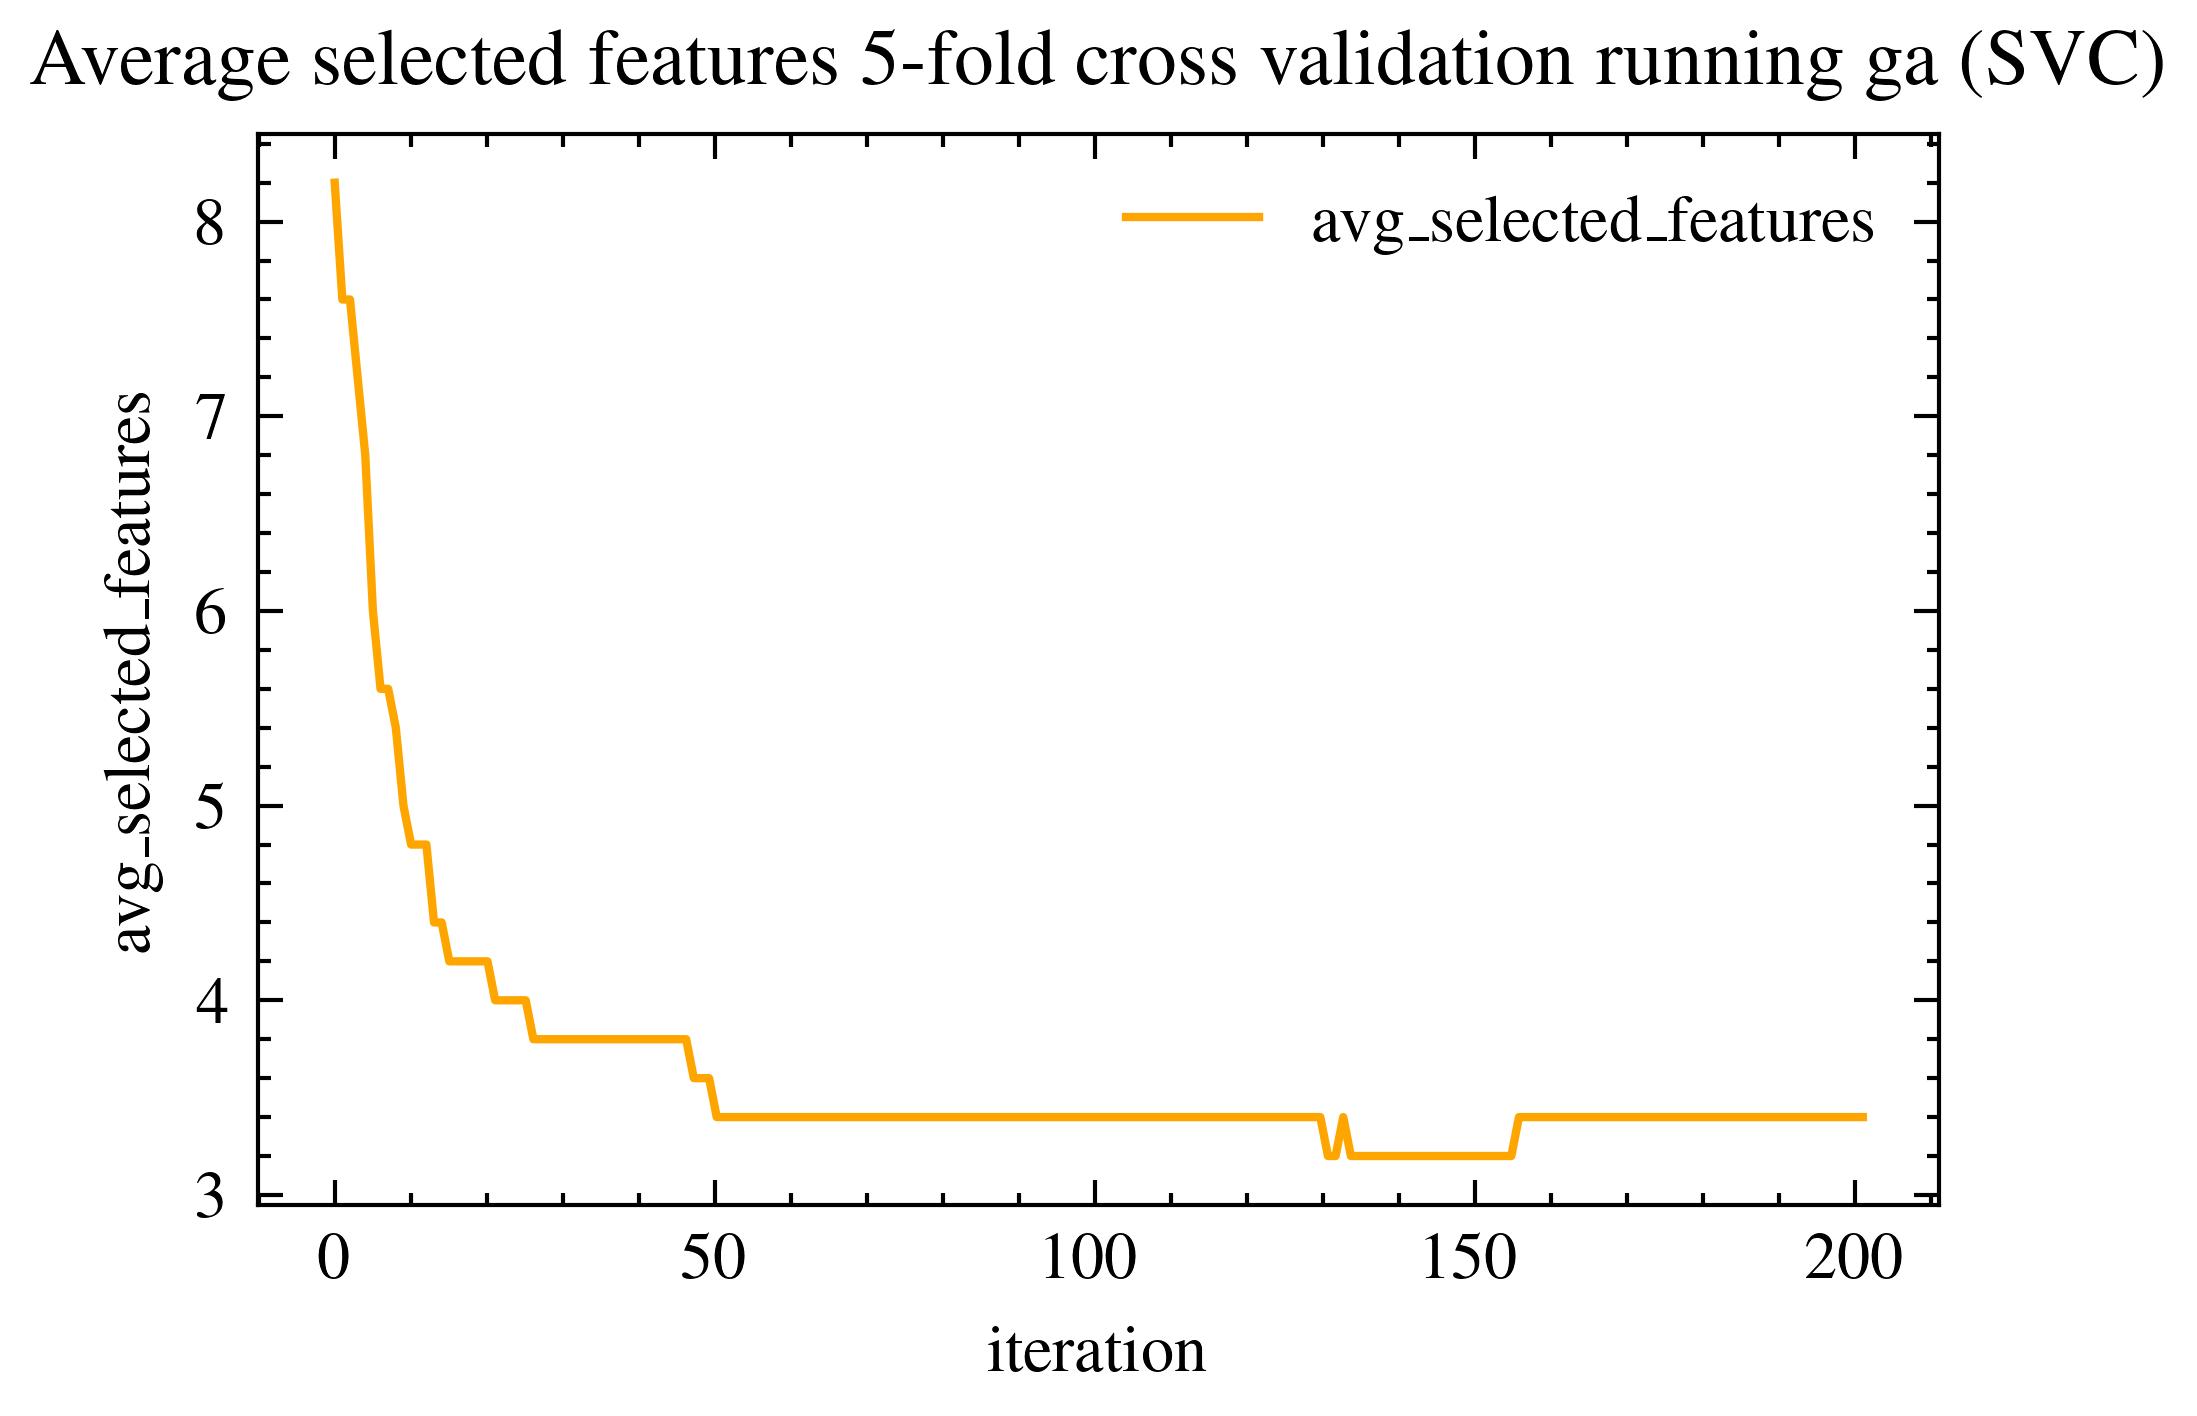 Average selected features 5-fold cross validation running ga (SVC)
avg_selected_features
8
7
6
5
4
3
avg_selected_features
0 50 100 150 200
iteration